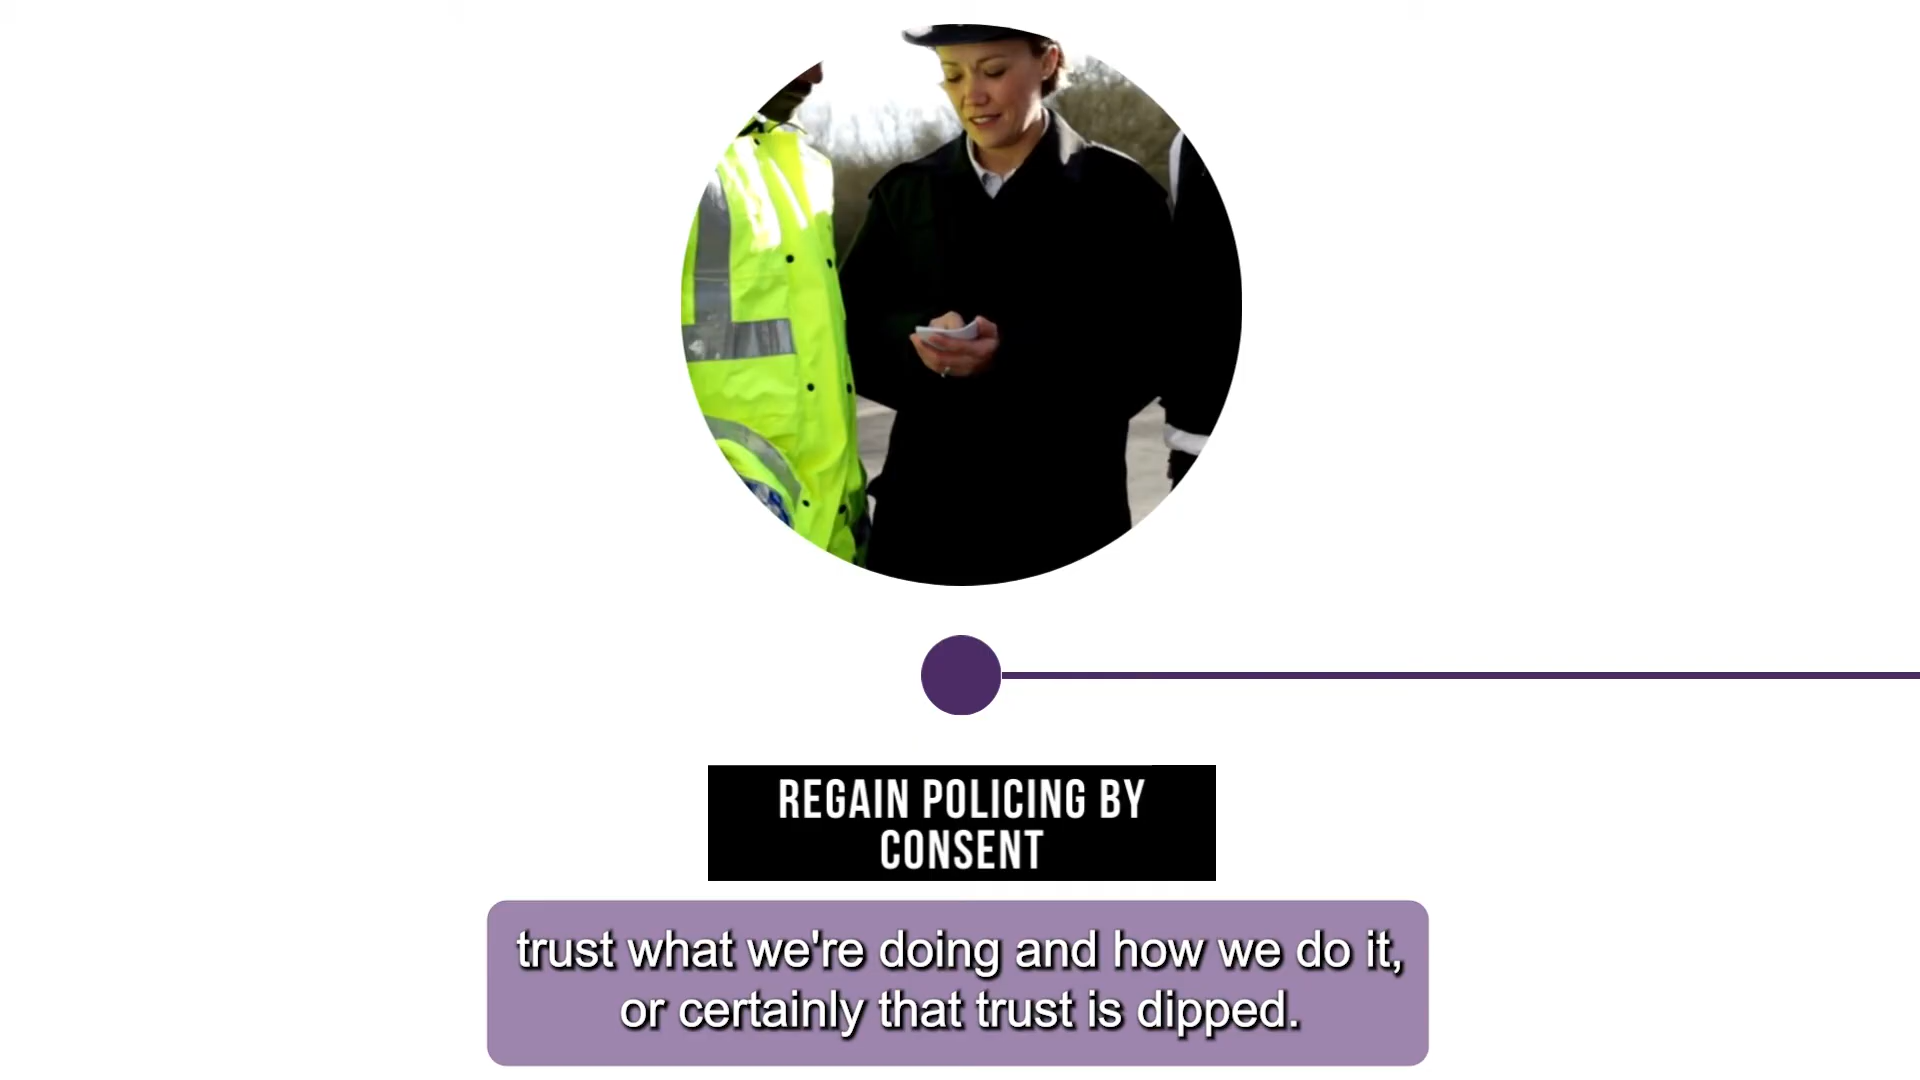 REGAIN POLICING BY
CONSENT
trust what we're doing and how we do it,
or certainly that trust is dipped.